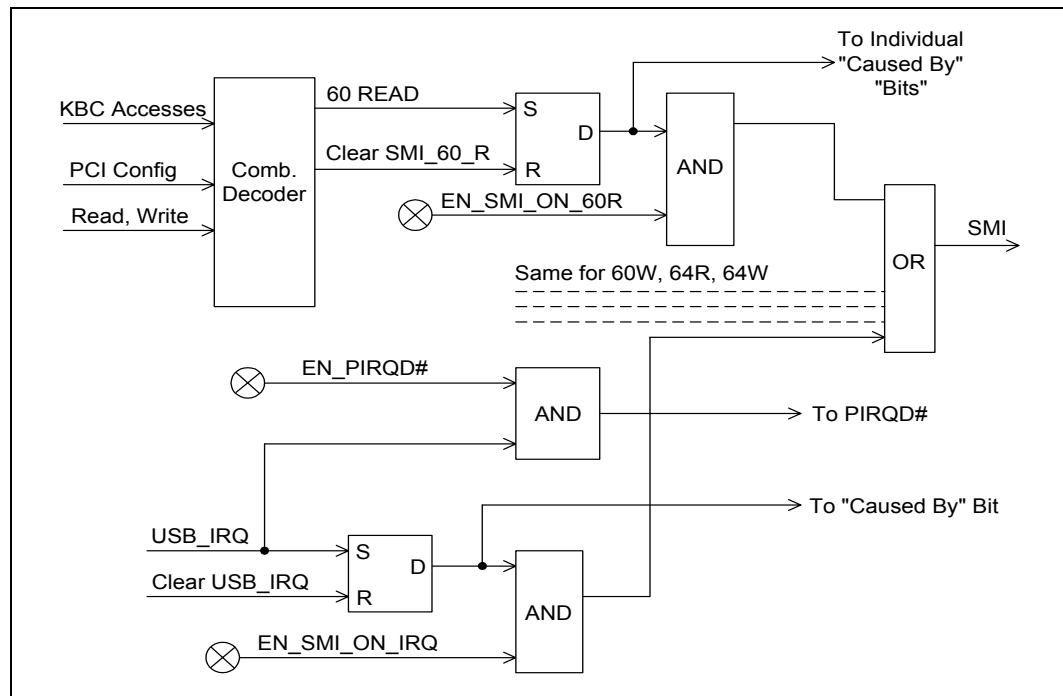 To Individual
"Caused By"
"Bits"
KBC Accesses
PCI Config
Read, Write
Comb.
Decoder
60 READ
Clear SMI_60_R
S
D
R
EN_SMI_ON_60R
AND
OR
SMI
Same for 60W, 64R, 64W
EN_PIRQD#
AND
To PIRQD#
To "Caused By" Bit
USB_IRQ
Clear USB_IRQ
S
D
R
AND
EN_SMI_ON_IRQ